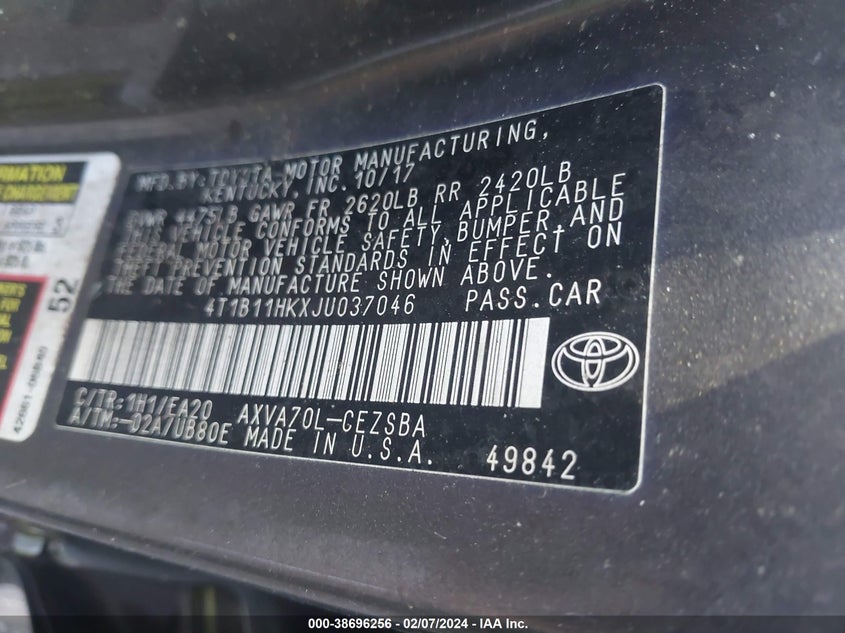 MFD.BY:TOYOTA MOTOR MANUFACTURING,
KENTUCKY, INC. 10/17
GVWR 4475LB GAWR FR 2620LB RR 2420LB
THIS VEHICLE CONFORMS TO ALL APPLICABLE
FEDERAL MOTOR VEHICLE SAFETY,BUMPER,AND
THEFT PREVENTION STANDARDS IN EFFECT ON
THE DATE OF MANUFACTURE SHOWN ABOVE.
4T1B11HKXJU037046 PASS.CAR
C/TR:1H1/EA20 AXVA70L-CEZSBA
A/TM:-02A/UB80E MADE IN U.S.A. 49842
52
000-38696256 - 02/07/2024 - IAA Inc.